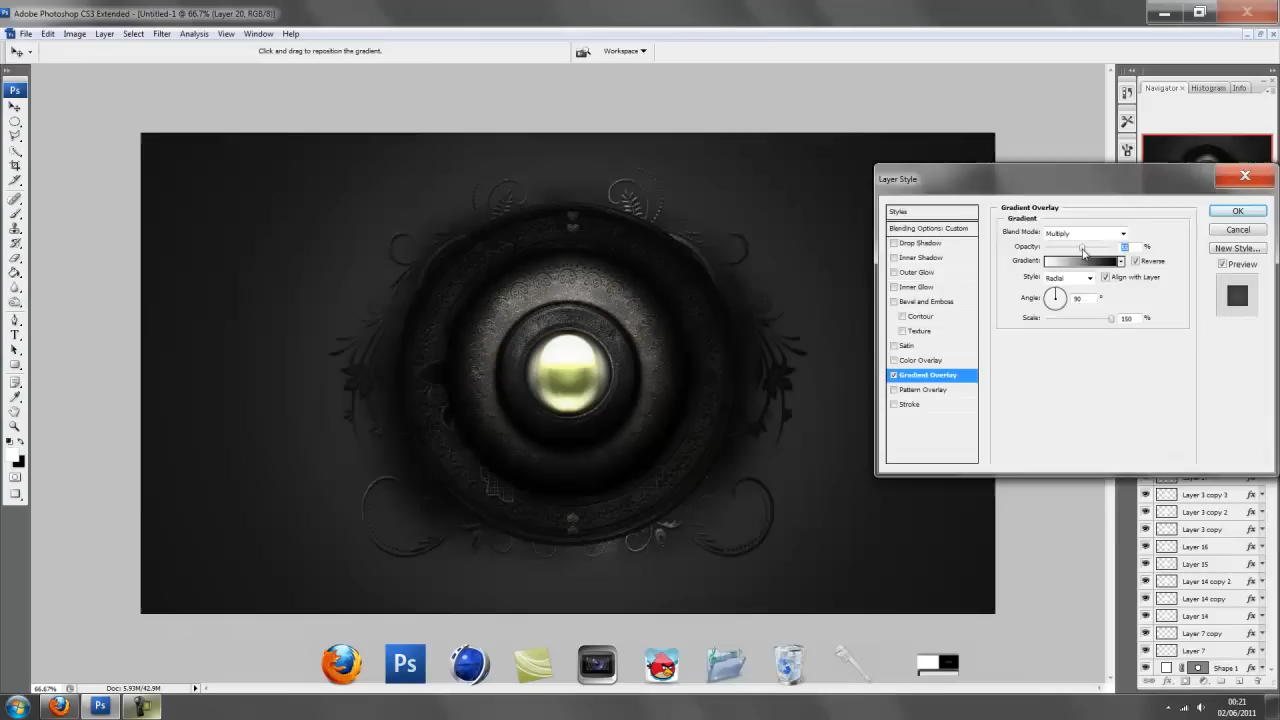 Adobe Photoshop CS3 Extended - [Untitled-1 @ 66.7% (Layer 20, RGB/8)]
File Edit Image Layer Select Filter Analysis View Window Help
Click and drag to reposition the gradient.
Workspace
Ps
Navigator Histogram Info
Layer Style
Styles
Blending Options: Custom
Drop Shadow
Inner Shadow
Outer Glow
Inner Glow
Bevel and Emboss
Contour
Texture
Satin
Color Overlay
Gradient Overlay
Pattern Overlay
Stroke
Gradient Overlay
Gradient
Blend Mode: Multiply
Opacity: %
Gradient: Reverse
Style: Radial Align with Layer
Angle: 90 °
Scale: 150 %
OK
Cancel
New Style...
Preview
Layer 3 copy 3
Layer 3 copy 2
Layer 3 copy
Layer 16
Layer 15
Layer 14 copy 2
Layer 14 copy
Layer 14
Layer 7 copy
Layer 7
Shape 1
Ps
66.67% Doc: 5.93M/42.9M
Ps
00:21
02/06/2011